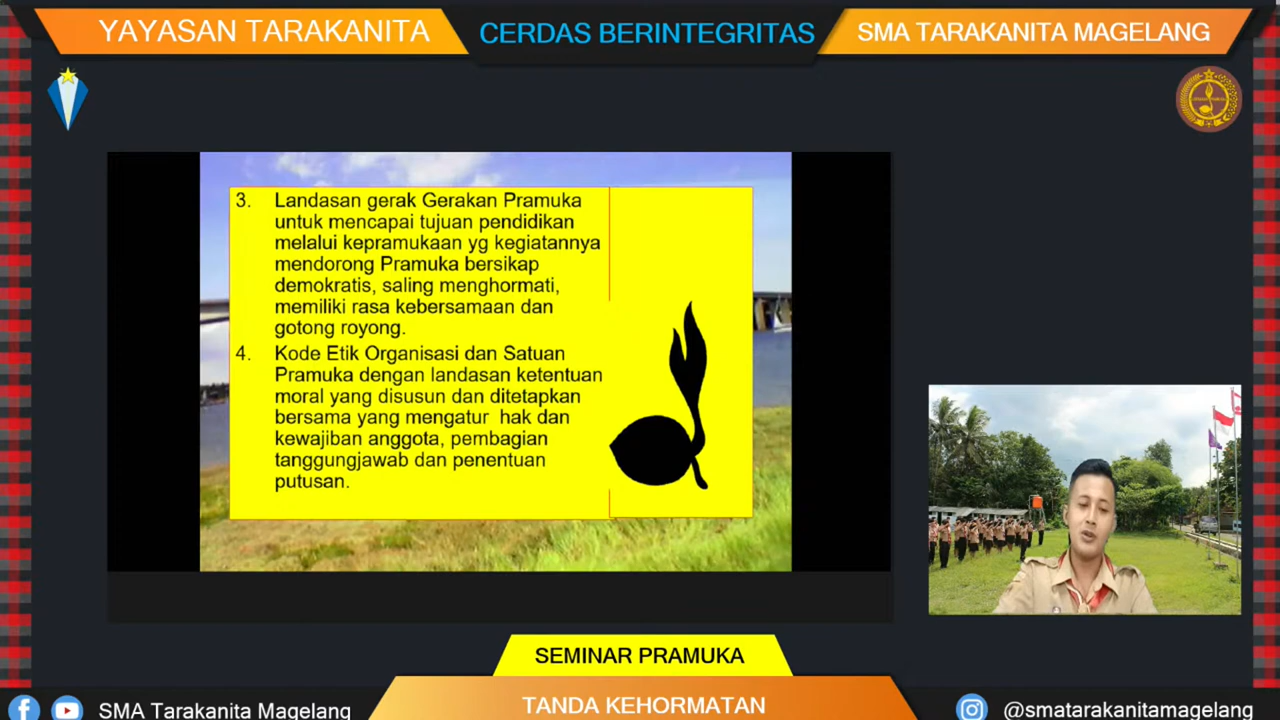 YAYASAN TARAKANITA
CERDAS BERINTEGRITAS
SMA TARAKANITA MAGELANG
3. Landasan gerak Gerakan Pramuka
untuk mencapai tujuan pendidikan
melalui kepramukaan yg kegiatannya
mendorong Pramuka bersikap
demokratis, saling menghormati,
memiliki rasa kebersamaan dan
gotong royong.
4. Kode Etik Organisasi dan Satuan
Pramuka dengan landasan ketentuan
moral yang disusun dan ditetapkan
bersama yang mengatur hak dan
kewajiban anggota, pembagian
tanggungjawab dan penentuan
putusan.
SEMINAR PRAMUKA
TANDA KEHORMATAN
SMA Tarakanita Magelang
@smatarakanitamagelang